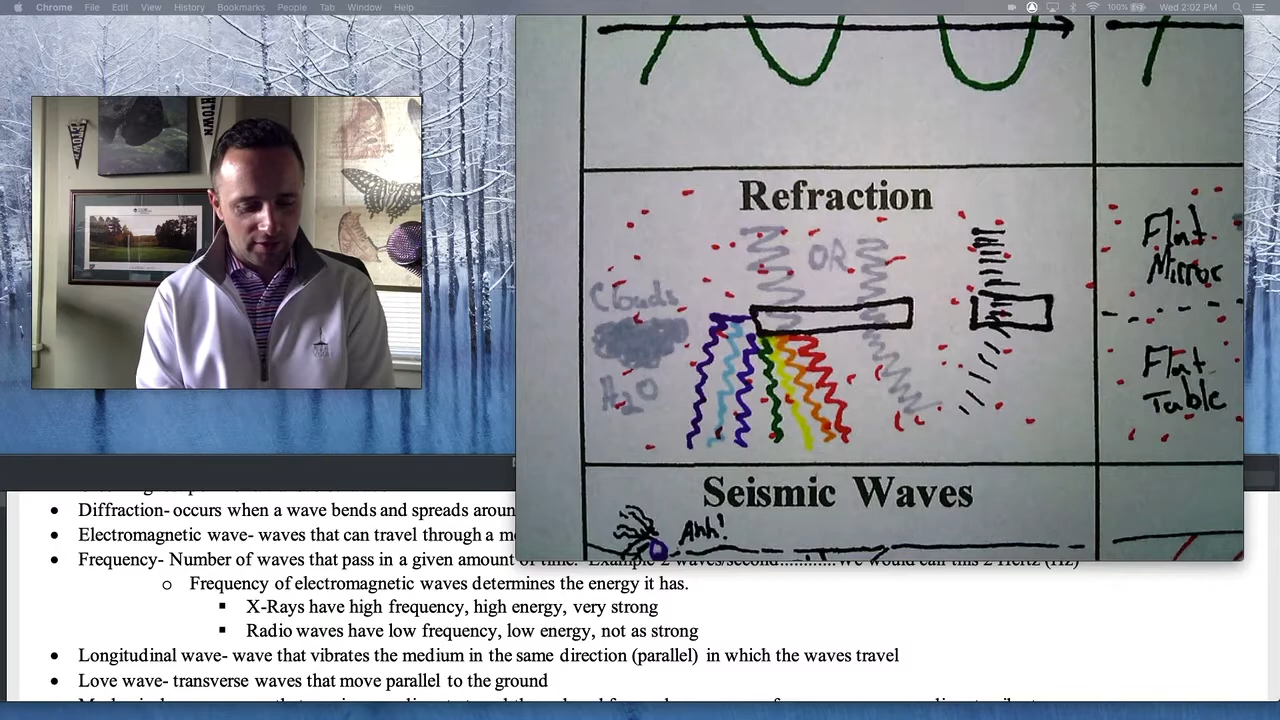 Chrome File Edit View History Bookmarks People Tab Window Help 100% Wed 2:02 PM
Refraction
OR
Clouds
H2O
Flat
Mirror
Flat
Table
Seismic Waves
Ahh!
• Diffraction- occurs when a wave bends and spreads aroun
• Electromagnetic wave- waves that can travel through a m
• Frequency- Number of waves that pass in a given amount of time. Example 2 waves/second............We would call this 2 Hertz (Hz)
o Frequency of electromagnetic waves determines the energy it has.
▪ X-Rays have high frequency, high energy, very strong
▪ Radio waves have low frequency, low energy, not as strong
• Longitudinal wave- wave that vibrates the medium in the same direction (parallel) in which the waves travel
• Love wave- transverse waves that move parallel to the ground